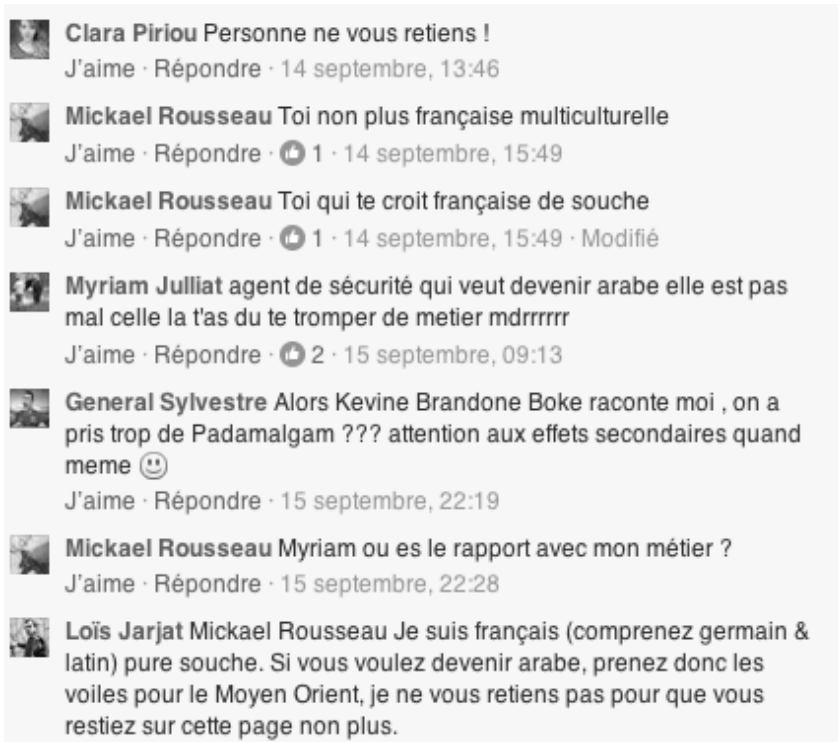 Clara Piriou Personne ne vous retiens !
J'aime · Répondre · 14 septembre, 13:46
Mickael Rousseau Toi non plus française multiculturelle
J'aime · Répondre · 1 · 14 septembre, 15:49
Mickael Rousseau Toi qui te croit française de souche
J'aime · Répondre · 1 · 14 septembre, 15:49 · Modifié
Myriam Julliat agent de sécurité qui veut devenir arabe elle est pas
mal celle la t'as du te tromper de metier mdrrrrrr
J'aime · Répondre · 2 · 15 septembre, 09:13
General Sylvestre Alors Kevine Brandone Boke raconte moi , on a
pris trop de Padamalgam ??? attention aux effets secondaires quand
meme
J'aime · Répondre · 15 septembre, 22:19
Mickael Rousseau Myriam ou es le rapport avec mon métier ?
J'aime · Répondre · 15 septembre, 22:28
Loïs Jarjat Mickael Rousseau Je suis français (comprenez germain &
latin) pure souche. Si vous voulez devenir arabe, prenez donc les
voiles pour le Moyen Orient, je ne vous retiens pas pour que vous
restiez sur cette page non plus.